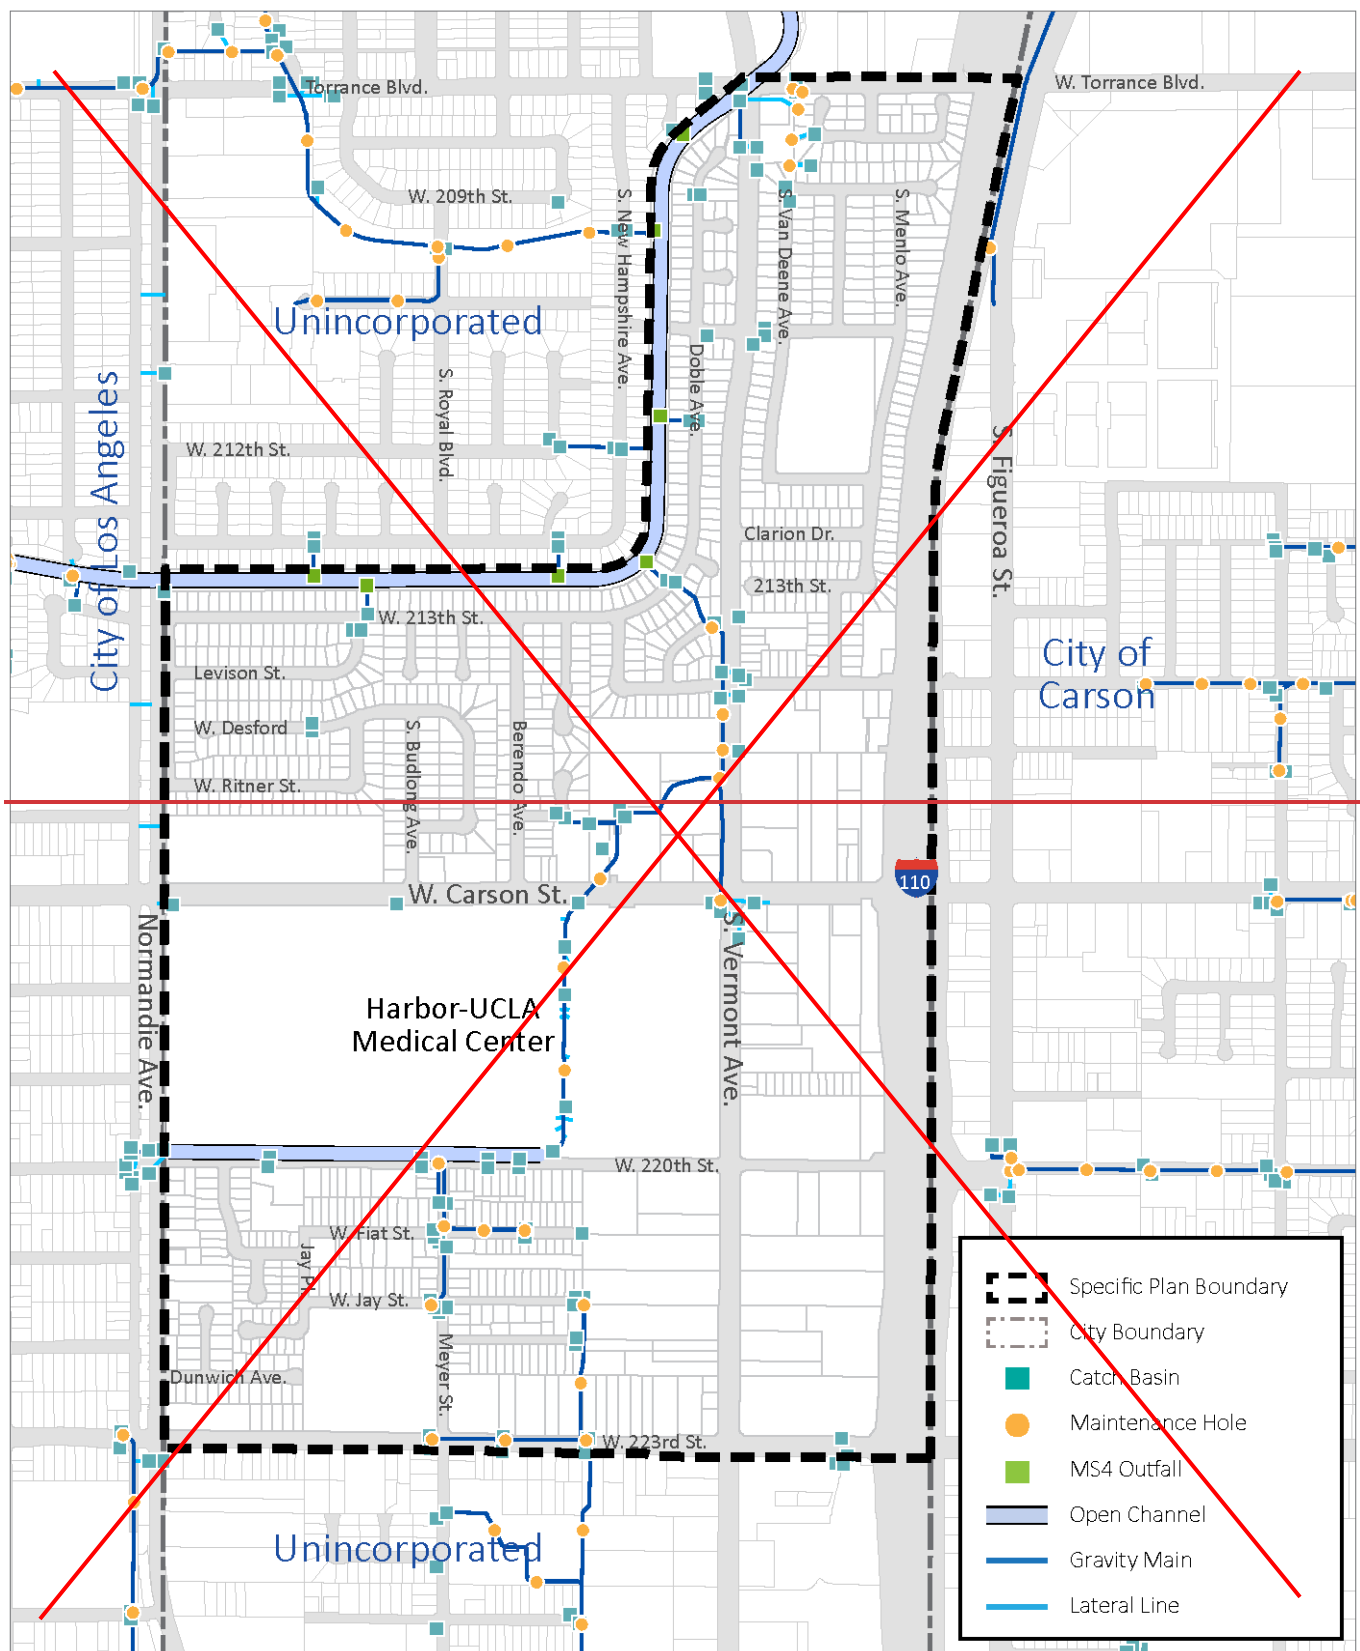 Torrance Blvd.
W. Torrance Blvd.
W. 209th St.
S. New Hampshire Ave.
S. Van Deene Ave.
S. Menlo Ave.
Unincorporated
Doble Ave.
S. Royal Blvd.
City of Los Angeles
W. 212th St.
S. Figueroa St.
Clarion Dr.
213th St.
W. 213th St.
City of
Carson
Levison St.
W. Desford
S. Budlong Ave.
Berendo Ave.
W. Ritner St.
110
W. Carson St.
Normandie Ave.
S. Vermont Ave.
Harbor-UCLA
Medical Center
W. 220th St.
W. Fiat St.
Jay Pl
W. Jay St.
Meyer St.
Dunwich Ave.
W. 223rd St.
Unincorporated
Specific Plan Boundary
City Boundary
Catch Basin
Maintenance Hole
MS4 Outfall
Open Channel
Gravity Main
Lateral Line